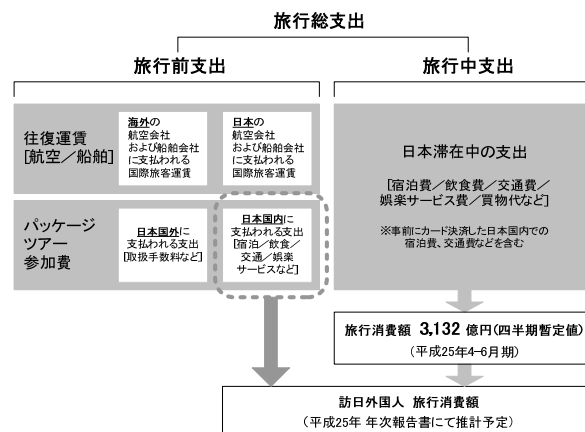 旅行総支出
旅行前支出
旅行中支出
往復運賃
[航空／船舶]
海外の
航空会社
および船舶会社
に支払われる
国際旅客運賃
日本の
航空会社
および船舶会社
に支払われる
国際旅客運賃
パッケージ
ツアー
参加費
日本国外に
支払われる支出
[取扱手数料など]
日本国内に
支払われる支出
[宿泊／飲食／
交通／娯楽
サービスなど]
日本滞在中の支出
[宿泊費／飲食費／交通費／
娯楽サービス費／買物代など]
※事前にカード決済した日本国内での
宿泊費、交通費などを含む
旅行消費額 3,132 億円(四半期暫定値)
(平成25年4-6月期)
訪日外国人 旅行消費額
(平成25年 年次報告書にて推計予定)